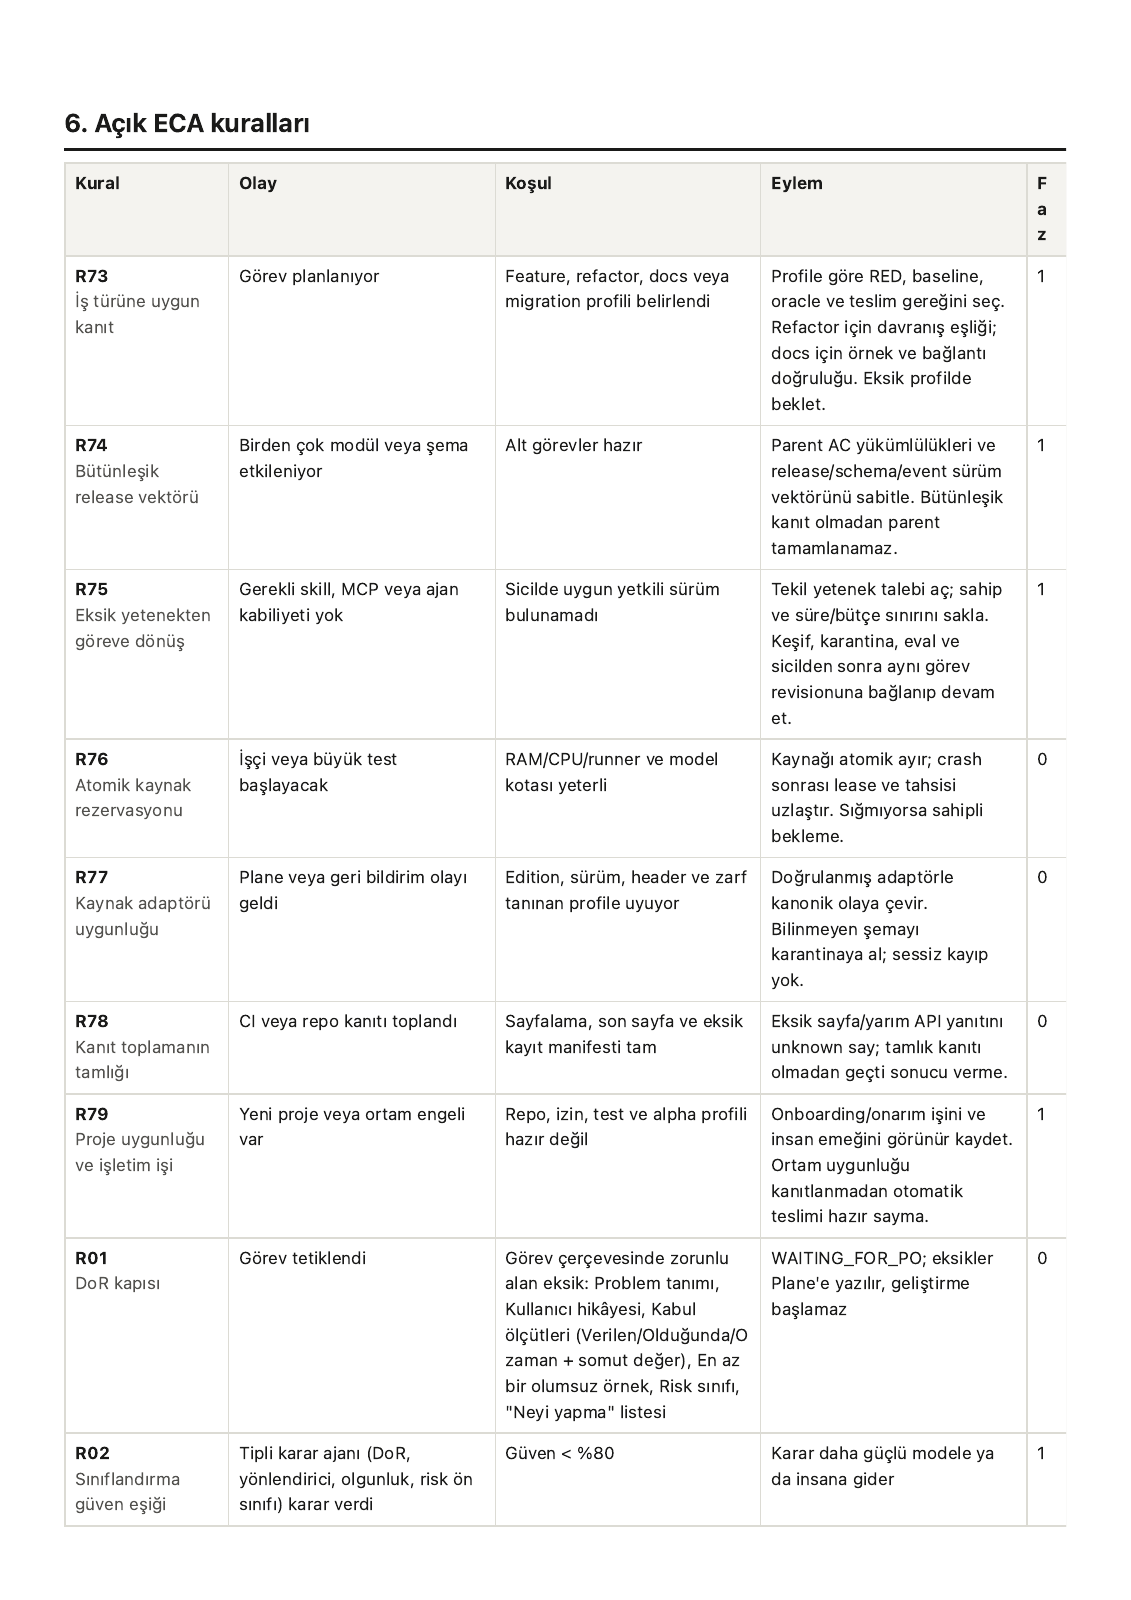 6. Açık ECA kuralları
Kural
Olay
Koşul
Eylem
F
a
z
R73
İş türüne uygun
kanıt
Görev planlanıyor
Feature, refactor, docs veya
migration profili belirlendi
Profile göre RED, baseline,
oracle ve teslim gereğini seç.
Refactor için davranış eşliği;
docs için örnek ve bağlantı
doğruluğu. Eksik profilde
beklet.
1
R74
Bütünleşik
release vektörü
Birden çok modül veya şema
etkileniyor
Alt görevler hazır
Parent AC yükümlülükleri ve
release/schema/event sürüm
vektörünü sabitle. Bütünleşik
kanıt olmadan parent
tamamlanamaz.
1
R75
Eksik yetenekten
göreve dönüş
Gerekli skill, MCP veya ajan
kabiliyeti yok
Sicilde uygun yetkili sürüm
bulunamadı
Tekil yetenek talebi aç; sahip
ve süre/bütçe sınırını sakla.
Keşif, karantina, eval ve
sicilden sonra aynı görev
revisionuna bağlanıp devam
et.
1
R76
Atomik kaynak
rezervasyonu
İşçi veya büyük test
başlayacak
RAM/CPU/runner ve model
kotası yeterli
Kaynağı atomik ayır; crash
sonrası lease ve tahsisi
uzlaştır. Sığmıyorsa sahipli
bekleme.
0
R77
Kaynak adaptörü
uygunluğu
Plane veya geri bildirim olayı
geldi
Edition, sürüm, header ve zarf
tanınan profile uyuyor
Doğrulanmış adaptörle
kanonik olaya çevir.
Bilinmeyen şemayı
karantinaya al; sessiz kayıp
yok.
0
R78
Kanıt toplamanın
tamlığı
CI veya repo kanıtı toplandı
Sayfalama, son sayfa ve eksik
kayıt manifesti tam
Eksik sayfa/yarım API yanıtını
unknown say; tamlık kanıtı
olmadan geçti sonucu verme.
0
R79
Proje uygunluğu
ve işletim işi
Yeni proje veya ortam engeli
var
Repo, izin, test ve alpha profili
hazır değil
Onboarding/onarım işini ve
insan emeğini görünür kaydet.
Ortam uygunluğu
kanıtlanmadan otomatik
teslimi hazır sayma.
1
R01
DoR kapısı
Görev tetiklendi
Görev çerçevesinde zorunlu
alan eksik: Problem tanımı,
Kullanıcı hikâyesi, Kabul
ölçütleri (Verilen/Olduğunda/O
zaman + somut değer), En az
bir olumsuz örnek, Risk sınıfı,
"Neyi yapma" listesi
WAITING_FOR_PO; eksikler
Plane'e yazılır, geliştirme
başlamaz
0
R02
Sınıflandırma
güven eşiği
Tipli karar ajanı (DoR,
yönlendirici, olgunluk, risk ön
sınıfı) karar verdi
Güven < %80
Karar daha güçlü modele ya
da insana gider
1